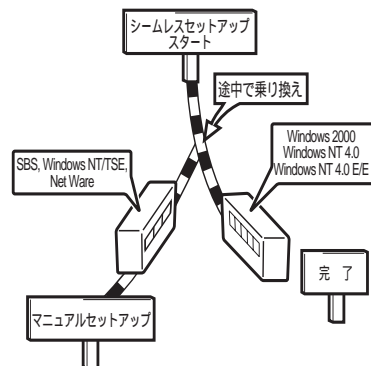 シームレスセットアップ
スタート
途中で乗り換え
SBS, Windows NT/TSE,
Net Ware
Windows 2000
Windows NT 4.0
Windows NT 4.0 E/E
完 了
マニュアルセットアップ